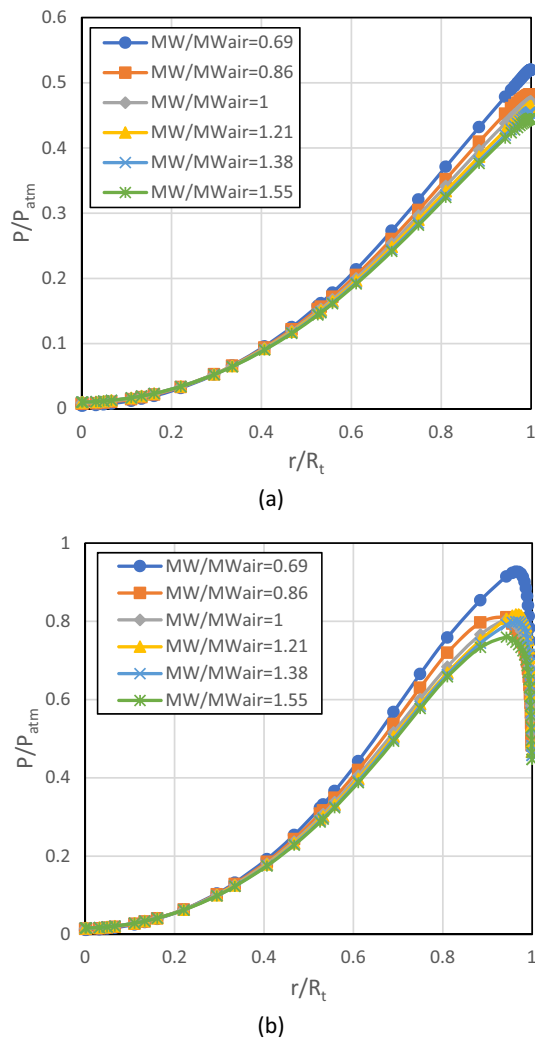 0.6
0.5
0.4
0.3
0.2
0.1
0
P/Patm
MW/MWair=0.69
MW/MWair=0.86
MW/MWair=1
MW/MWair=1.21
MW/MWair=1.38
MW/MWair=1.55
0 0.2 0.4 0.6 0.8 1
r/Rt
(a)
1
0.8
0.6
0.4
0.2
0
P/Patm
MW/MWair=0.69
MW/MWair=0.86
MW/MWair=1
MW/MWair=1.21
MW/MWair=1.38
MW/MWair=1.55
0 0.2 0.4 0.6 0.8 1
r/Rt
(b)